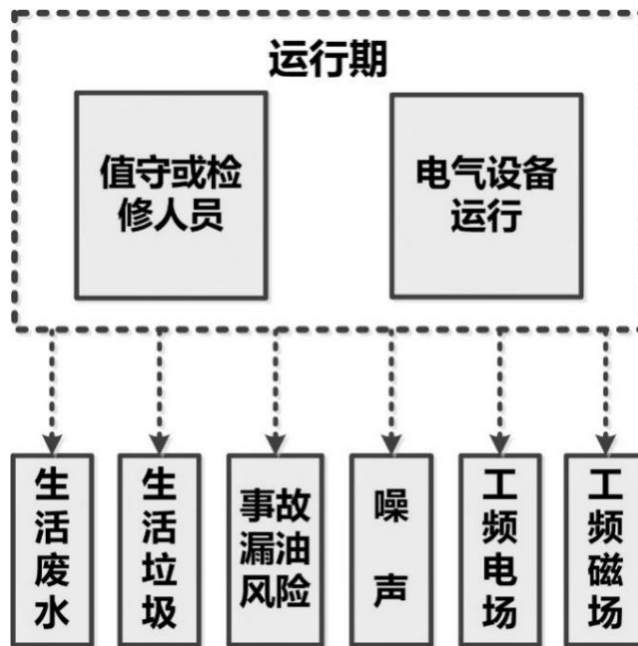 运行期
值守或检
修人员
电气设备
运行
生活废水
生活垃圾
事故
漏油
风险
噪声
工频电场
工频磁场